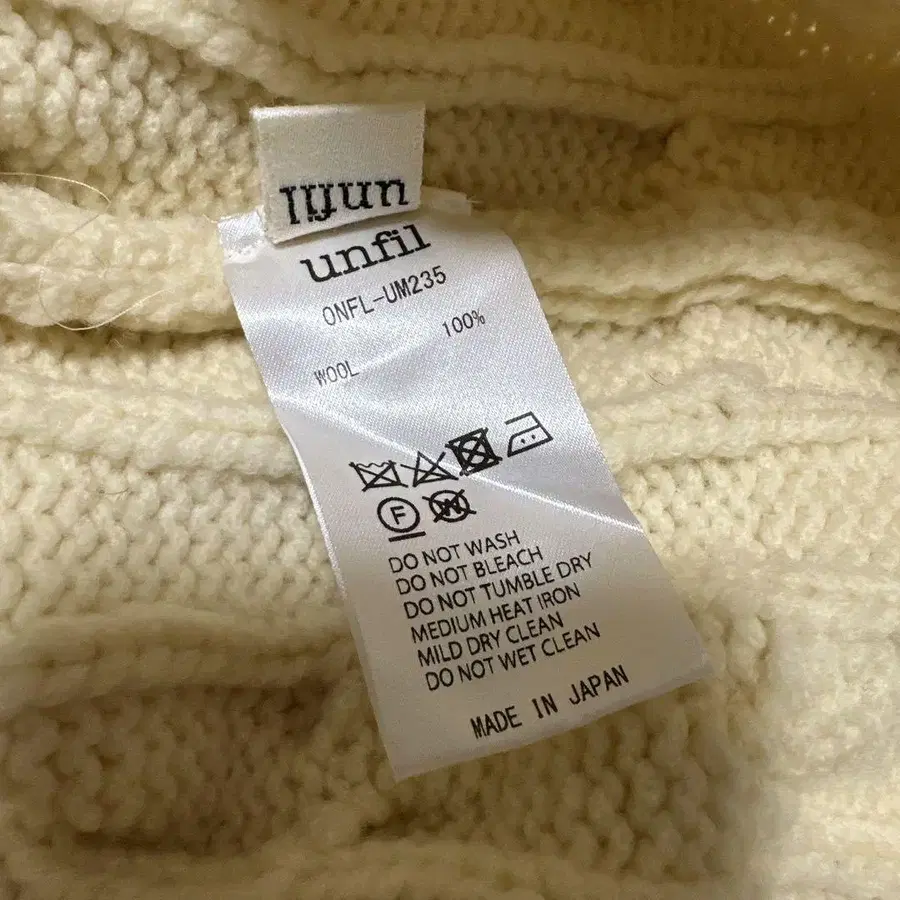 unfil
unfil
ONFL-UM235
100%
WOOL
F
W
DO NOT WASH
DO NOT BLEACH
DO NOT TUMBLE DRY
MEDIUM HEAT IRON
MILD DRY CLEAN
DO NOT WET CLEAN
MADE IN JAPAN